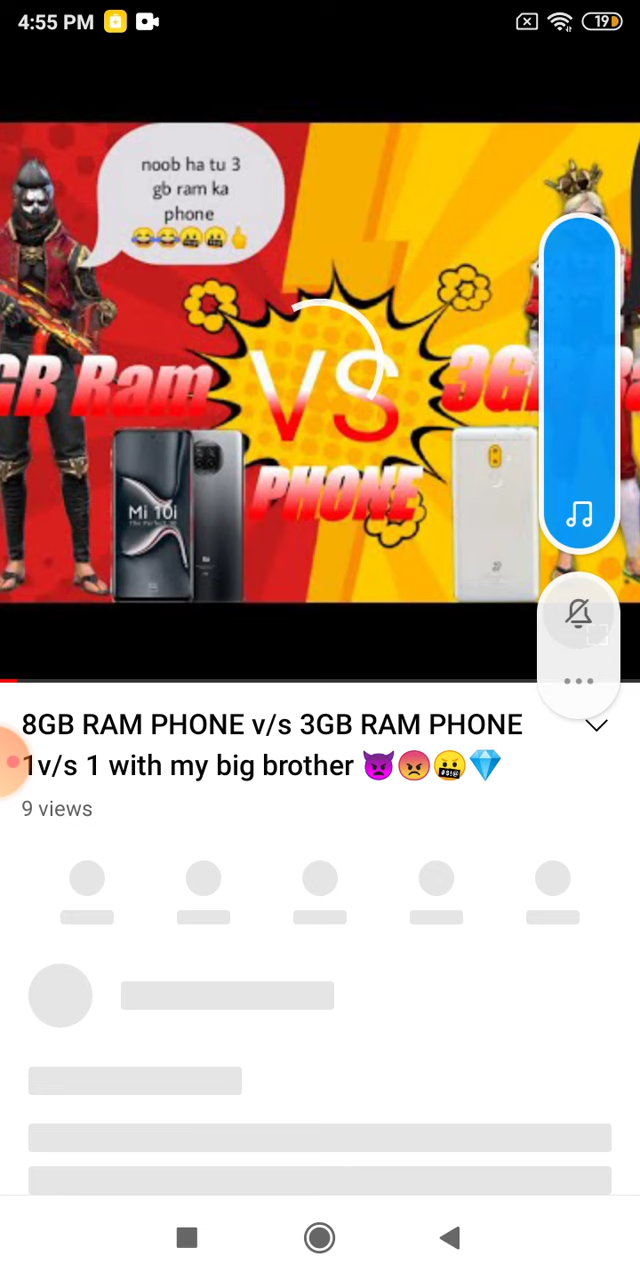 4:55 PM
19
noob ha tu 3
gb ram ka
phone
😂😂🤬🤬🖕
GB Ram
VS
3G
PHONE
Mi 10i
8GB RAM PHONE v/s 3GB RAM PHONE
1v/s 1 with my big brother 👿😡🤬💎
9 views